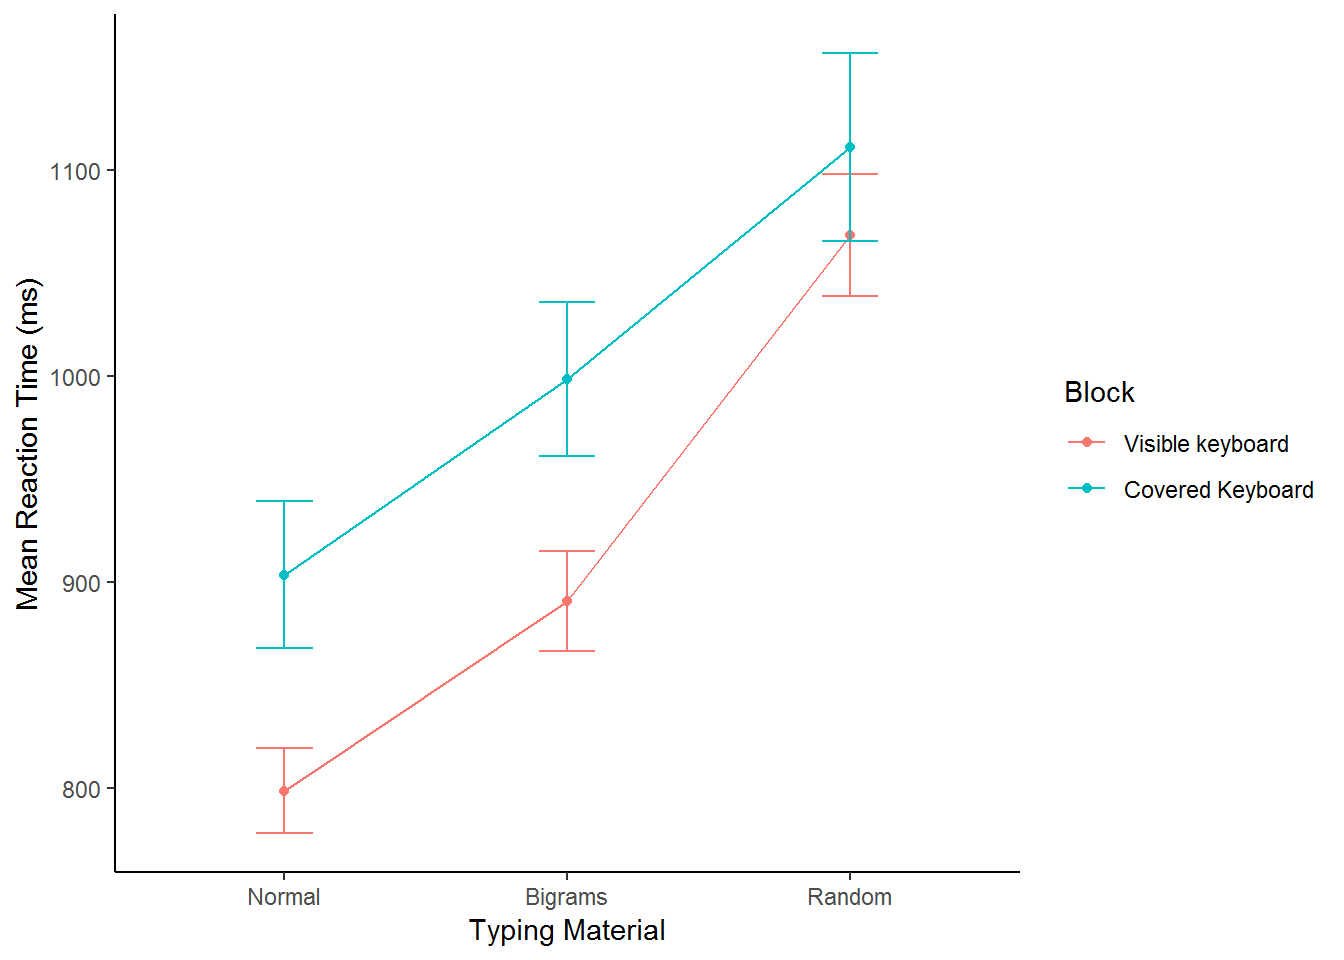 Mean Reaction Time (ms)
1100
1000
900
800
Normal Bigrams Random
Typing Material
Block
Visible keyboard
Covered Keyboard